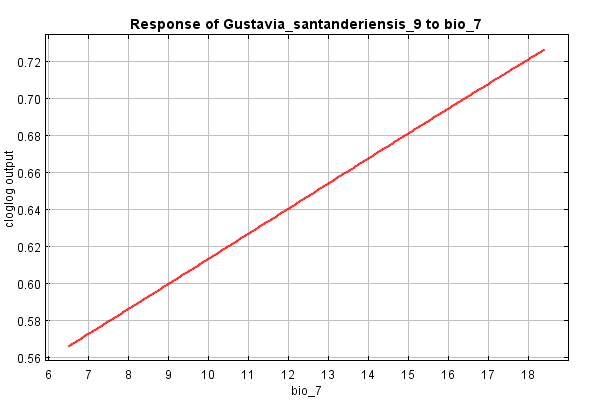 Response of Gustavia_santanderiensis_9 to bio_7
cloglog output
0.72
0.70
0.68
0.66
0.64
0.62
0.60
0.58
0.56
6 7 8 9 10 11 12 13 14 15 16 17 18
bio_7